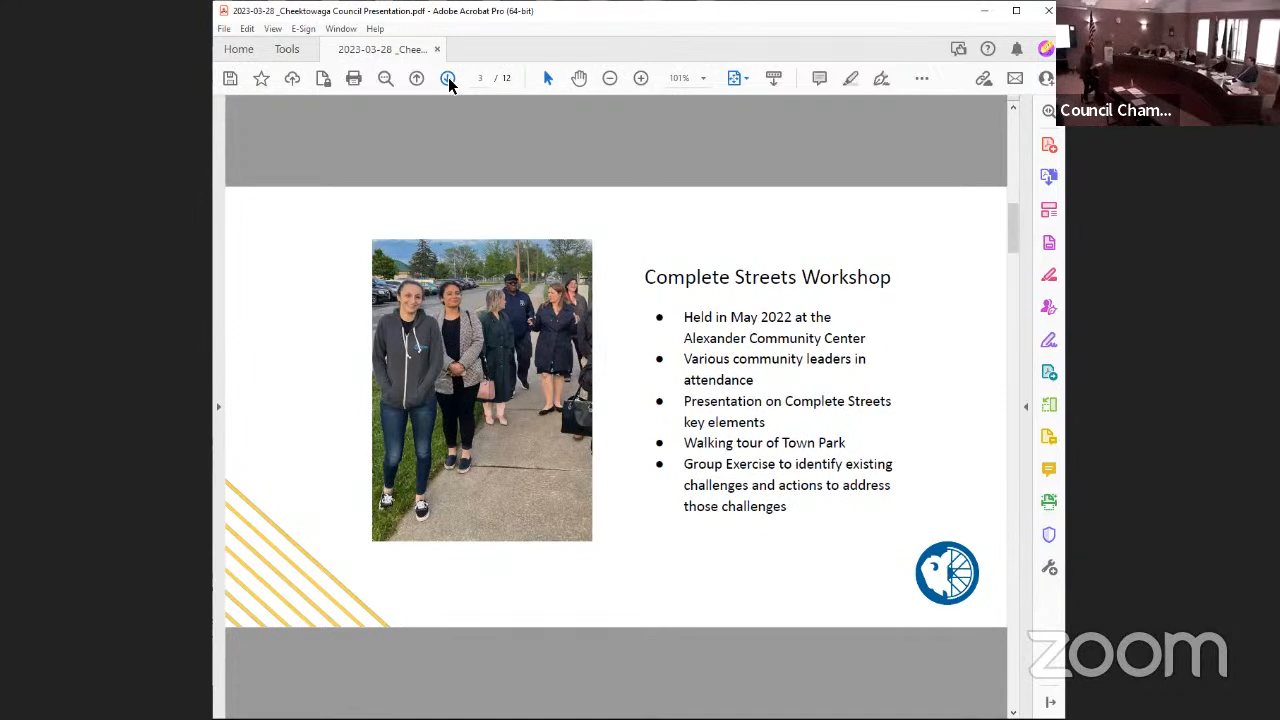 2023-03-28 _Cheektowaga Council Presentation.pdf - Adobe Acrobat Pro (64-bit)
File Edit View E-Sign Window Help
Home Tools 2023-03-28 _Chee... ×
3 / 12 101%
Council Cham...
Complete Streets Workshop
● Held in May 2022 at the
Alexander Community Center
● Various community leaders in
attendance
● Presentation on Complete Streets
key elements
● Walking tour of Town Park
● Group Exercise to identify existing
challenges and actions to address
those challenges
zoom